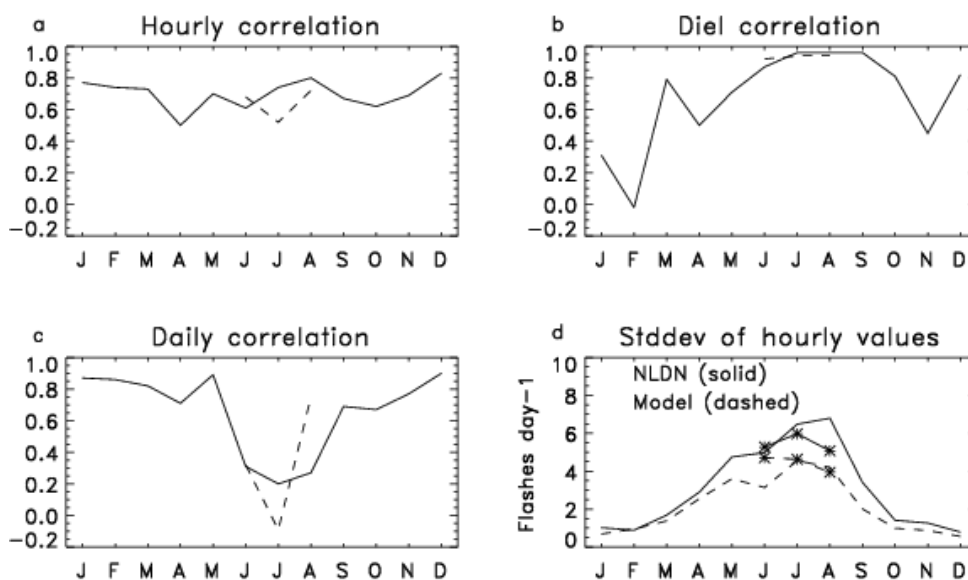 a Hourly correlation
1.0
0.8
0.6
0.4
0.2
0.0
−0.2
J F M A M J J A S O N D
b Diel correlation
1.0
0.8
0.6
0.4
0.2
0.0
−0.2
J F M A M J J A S O N D
c Daily correlation
1.0
0.8
0.6
0.4
0.2
0.0
−0.2
J F M A M J J A S O N D
d Stddev of hourly values
NLDN (solid)
Model (dashed)
Flashes day−1
10
8
6
4
2
0
J F M A M J J A S O N D